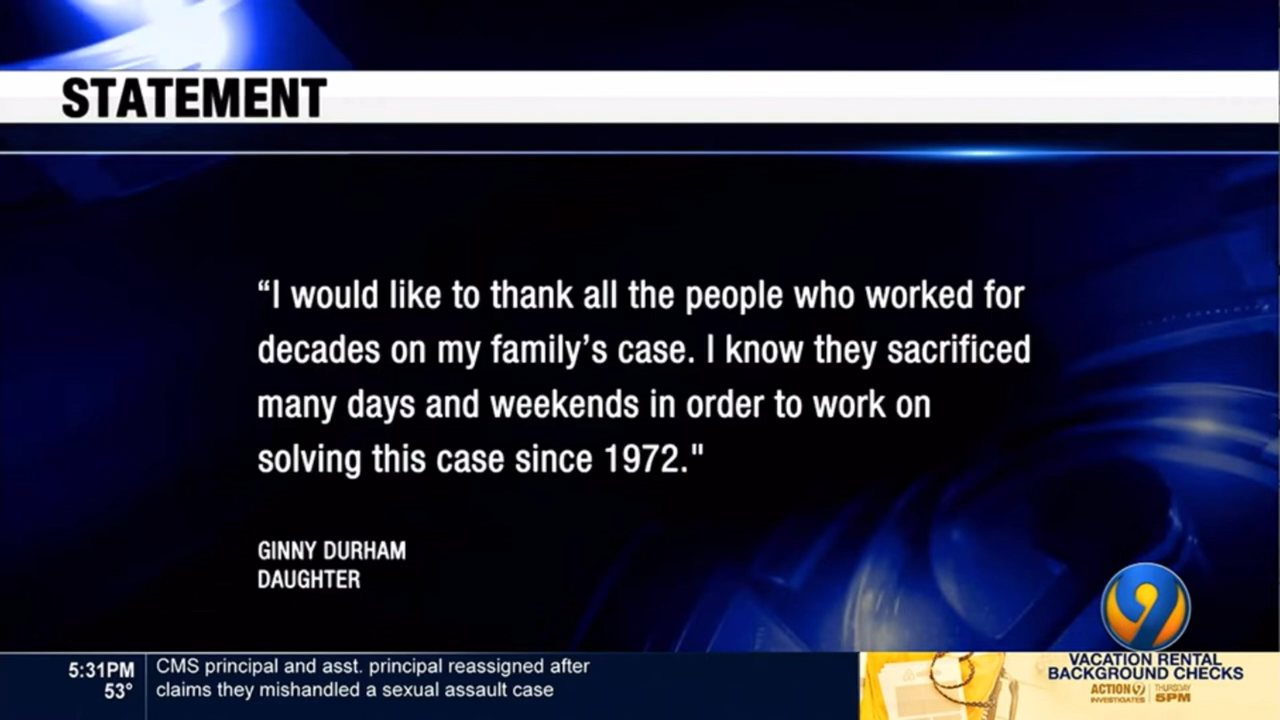 STATEMENT
“I would like to thank all the people who worked for
decades on my family’s case. I know they sacrificed
many days and weekends in order to work on
solving this case since 1972."
GINNY DURHAM
DAUGHTER
9
5:31PM
53°
CMS principal and asst. principal reassigned after
claims they mishandled a sexual assault case
VACATION RENTAL
BACKGROUND CHECKS
ACTION 9
INVESTIGATES
THURSDAY
5PM